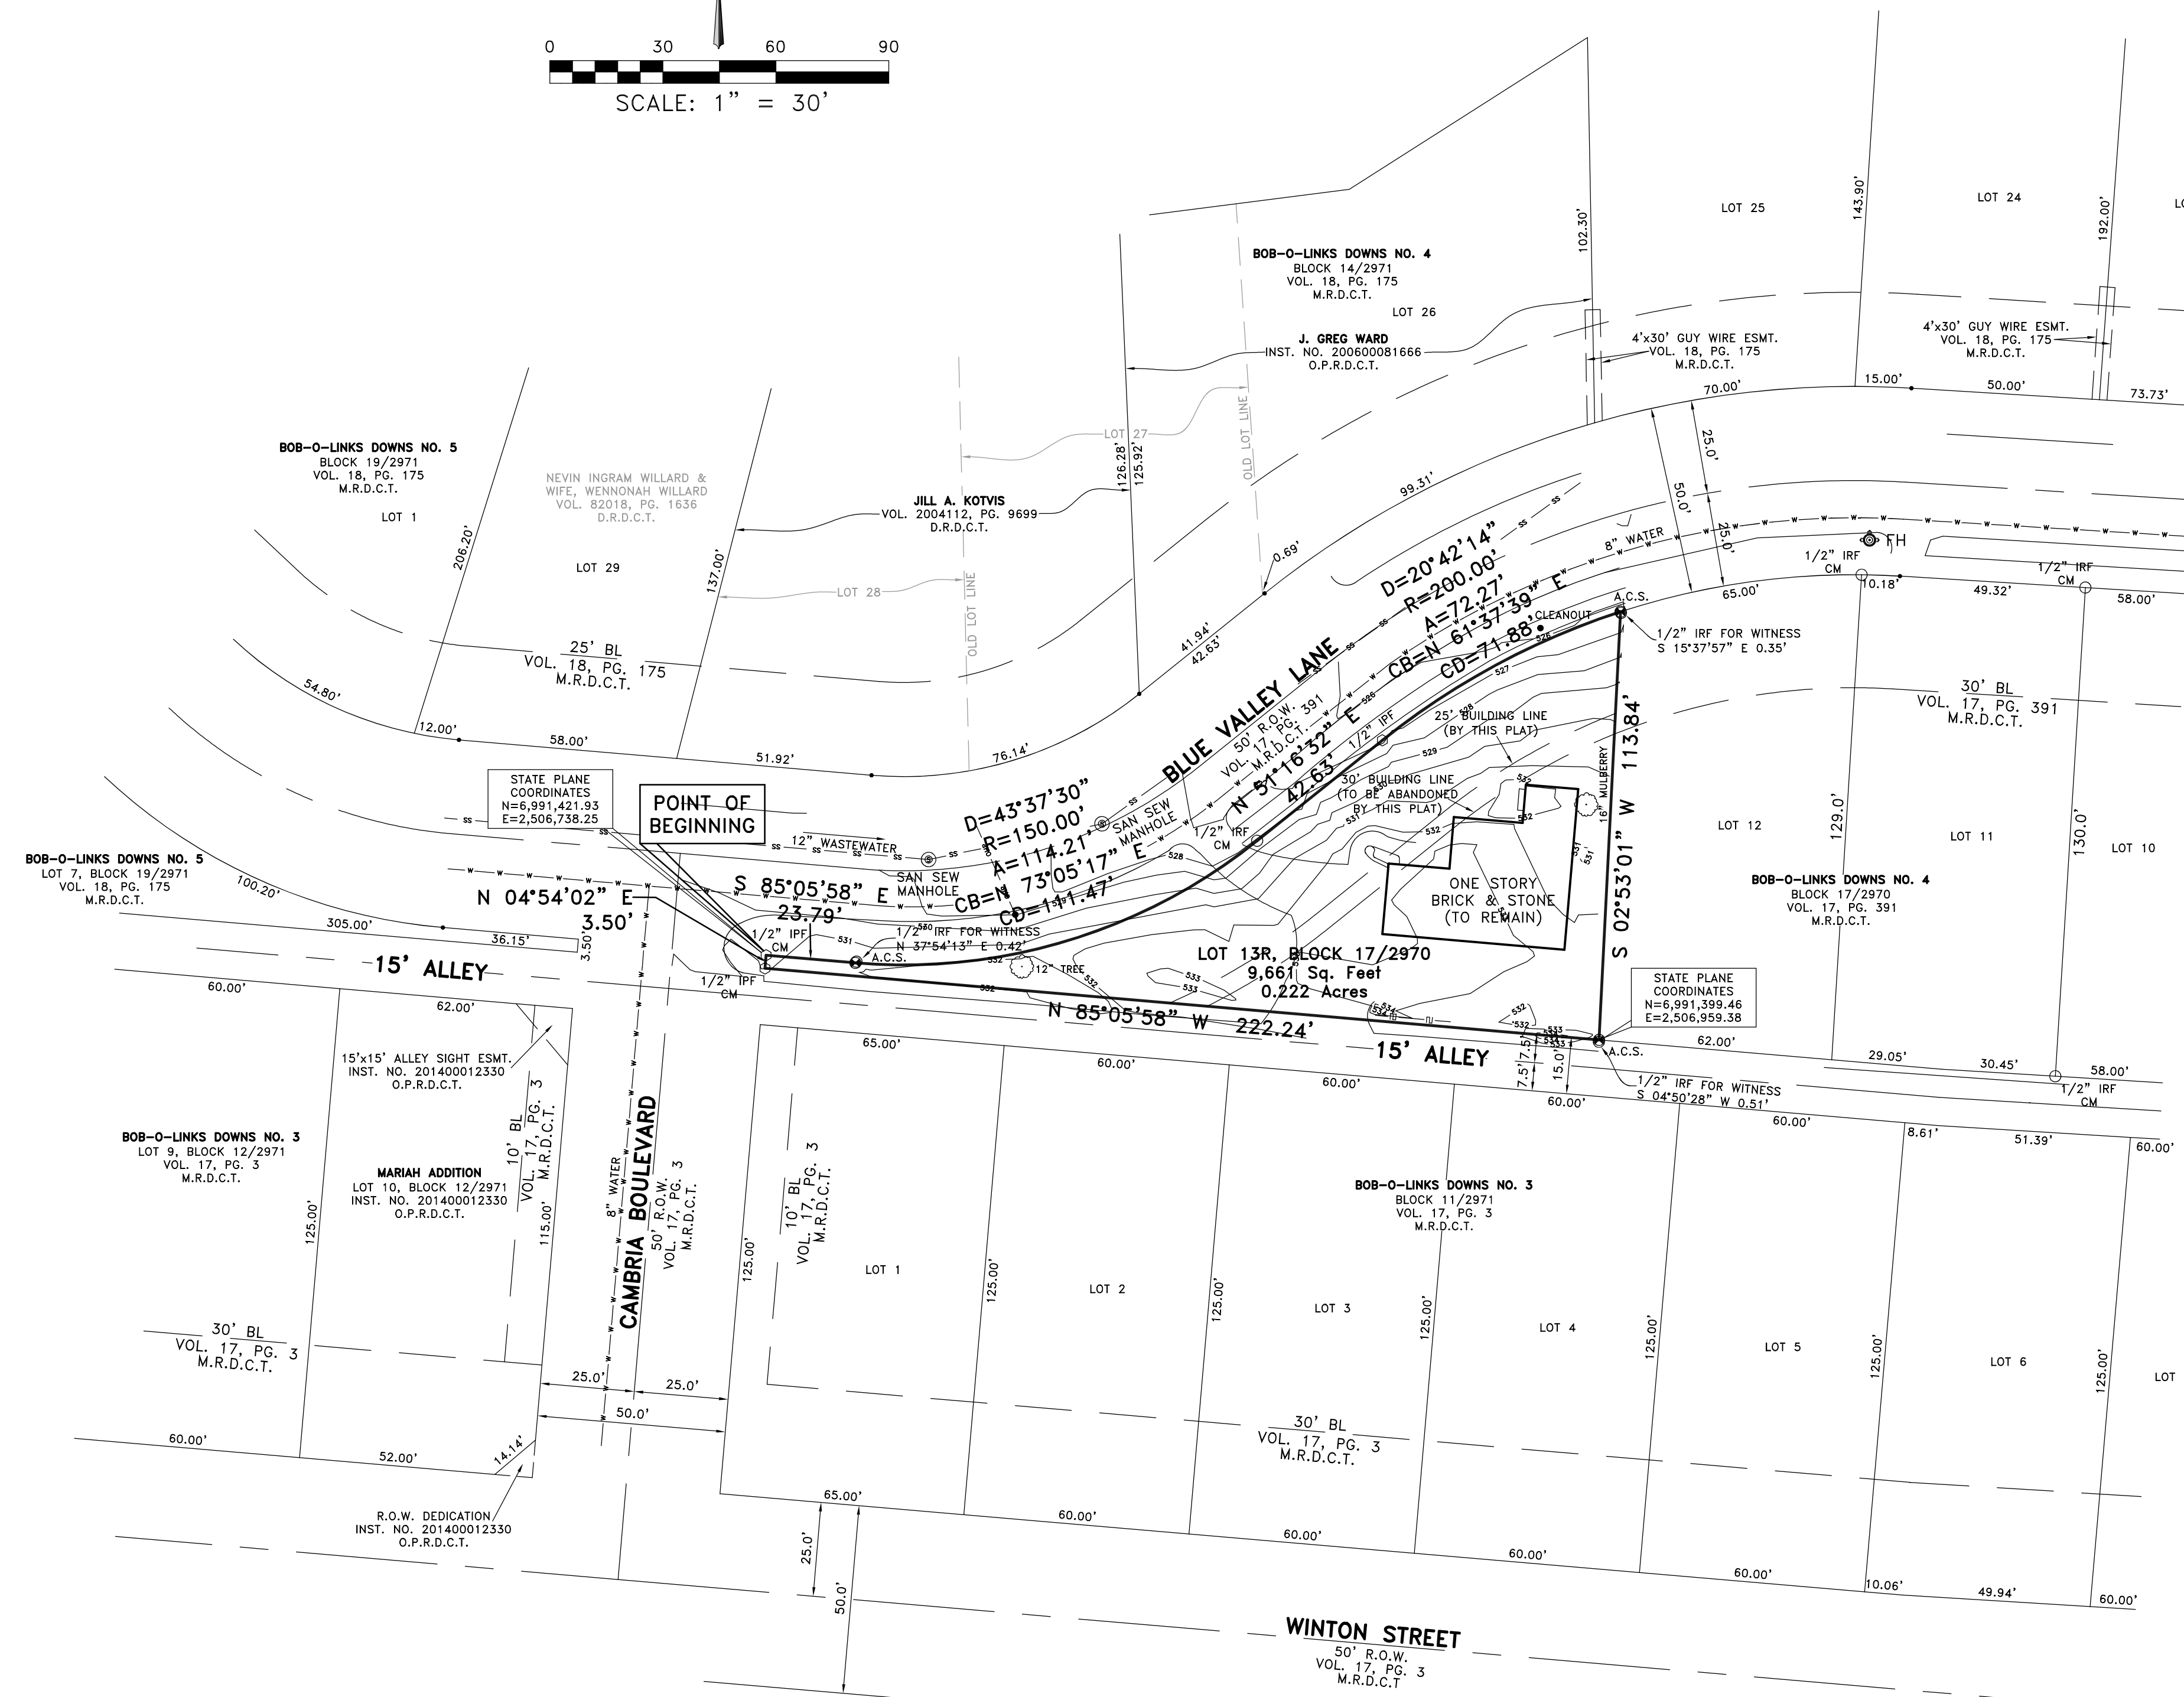 0 30 60 90
SCALE: 1” = 30’
LOT 25
143.90’
LOT 24
192.00’
102.30’
BOB-O-LINKS DOWNS NO. 4
BLOCK 14/2971
VOL. 18, PG. 175
M.R.D.C.T.
LOT 26
J. GREG WARD
INST. NO. 200600081666
O.P.R.D.C.T.
4’x30’ GUY WIRE ESMT.
VOL. 18, PG. 175
M.R.D.C.T.
4’x30’ GUY WIRE ESMT.
VOL. 18, PG. 175
M.R.D.C.T.
70.00’
15.00’
50.00’
73.73’
BOB-O-LINKS DOWNS NO. 5
BLOCK 19/2971
VOL. 18, PG. 175
M.R.D.C.T.
LOT 1
NEVIN INGRAM WILLARD &
WIFE, WENNONAH WILLARD
VOL. 82018, PG. 1636
D.R.D.C.T.
LOT 29
206.20’
137.00’
JILL A. KOTVIS
VOL. 2004112, PG. 9699
D.R.D.C.T.
LOT 27
LOT 28
OLD LOT LINE
OLD LOT LINE
126.28’
125.92’
99.31’
0.69’
25.0’
50.0’
25.0’
8” WATER
FH
1/2” IRF
CM
1/2” IRF
CM
10.18’
49.32’
58.00’
65.00’
25’ BL
VOL. 18, PG. 175
M.R.D.C.T.
54.80’
12.00’
58.00’
51.92’
76.14’
41.94’
42.63’
D=20°42’14”
R=200.00’
A=72.27’
CB=N 61°37’39” E
CD=71.88’
CLEANOUT
A.C.S.
1/2” IRF FOR WITNESS
S 15°37’57” E 0.35’
BLUE VALLEY LANE
50’ R.O.W.
VOL. 17, PG. 391
M.R.D.C.T.
N 51°16’32” E
42.63’
1/2” IPF
526
526
527
528
529
530
531
532
25’ BUILDING LINE
(BY THIS PLAT)
30’ BUILDING LINE
(TO BE ABANDONED
BY THIS PLAT)
16” MULBERRY
S 02°53’01” W 113.84’
30’ BL
VOL. 17, PG. 391
M.R.D.C.T.
STATE PLANE
COORDINATES
N=6,991,421.93
E=2,506,738.25
POINT OF
BEGINNING
D=43°37’30”
R=150.00’
A=114.21’
CB=N 73°05’17” E
CD=111.47’
SAN SEW
MANHOLE
1/2” IRF
CM
12” WASTEWATER
SAN SEW
MANHOLE
528
S 85°05’58” E
23.79’
N 04°54’02” E
3.50’
1/2” IPF
CM
1/2” IRF FOR WITNESS
N 37°54’13” E 0.42’
A.C.S.
530
531
532
532
12” TREE
1/2” IPF
CM
ONE STORY
BRICK & STONE
(TO REMAIN)
532
532
531
LOT 13R, BLOCK 17/2970
9,661 Sq. Feet
0.222 Acres
533
533
N 85°05’58” W 222.24’
LOT 12
129.0’
LOT 11
130.0’
LOT 10
BOB-O-LINKS DOWNS NO. 4
BLOCK 17/2970
VOL. 17, PG. 391
M.R.D.C.T.
STATE PLANE
COORDINATES
N=6,991,399.46
E=2,506,959.38
A.C.S.
1/2” IRF FOR WITNESS
S 04°50’28” W 0.51’
62.00’
29.05’
30.45’
58.00’
1/2” IRF
CM
BOB-O-LINKS DOWNS NO. 5
LOT 7, BLOCK 19/2971
VOL. 18, PG. 175
M.R.D.C.T.
100.20’
305.00’
36.15’
3.50’
15’ ALLEY
15’ ALLEY
7.5’
7.5’
15.0’
60.00’
62.00’
65.00’
60.00’
60.00’
60.00’
60.00’
8.61’
51.39’
60.00’
15’x15’ ALLEY SIGHT ESMT.
INST. NO. 201400012330
O.P.R.D.C.T.
10’ BL
VOL. 17, PG. 3
M.R.D.C.T.
BOB-O-LINKS DOWNS NO. 3
LOT 9, BLOCK 12/2971
VOL. 17, PG. 3
M.R.D.C.T.
MARIAH ADDITION
LOT 10, BLOCK 12/2971
INST. NO. 201400012330
O.P.R.D.C.T.
125.00’
115.00’
8” WATER
CAMBRIA BOULEVARD
50’ R.O.W.
VOL. 17, PG. 3
M.R.D.C.T.
125.00’
10’ BL
VOL. 17, PG. 3
M.R.D.C.T.
LOT 1
125.00’
LOT 2
125.00’
LOT 3
125.00’
LOT 4
125.00’
LOT 5
125.00’
LOT 6
125.00’
LOT
BOB-O-LINKS DOWNS NO. 3
BLOCK 11/2971
VOL. 17, PG. 3
M.R.D.C.T.
30’ BL
VOL. 17, PG. 3
M.R.D.C.T.
25.0’
25.0’
50.0’
30’ BL
VOL. 17, PG. 3
M.R.D.C.T.
60.00’
52.00’
14.14’
R.O.W. DEDICATION
INST. NO. 201400012330
O.P.R.D.C.T.
65.00’
60.00’
60.00’
60.00’
60.00’
10.06’
49.94’
60.00’
25.0’
50.0’
WINTON STREET
50’ R.O.W.
VOL. 17, PG. 3
M.R.D.C.T